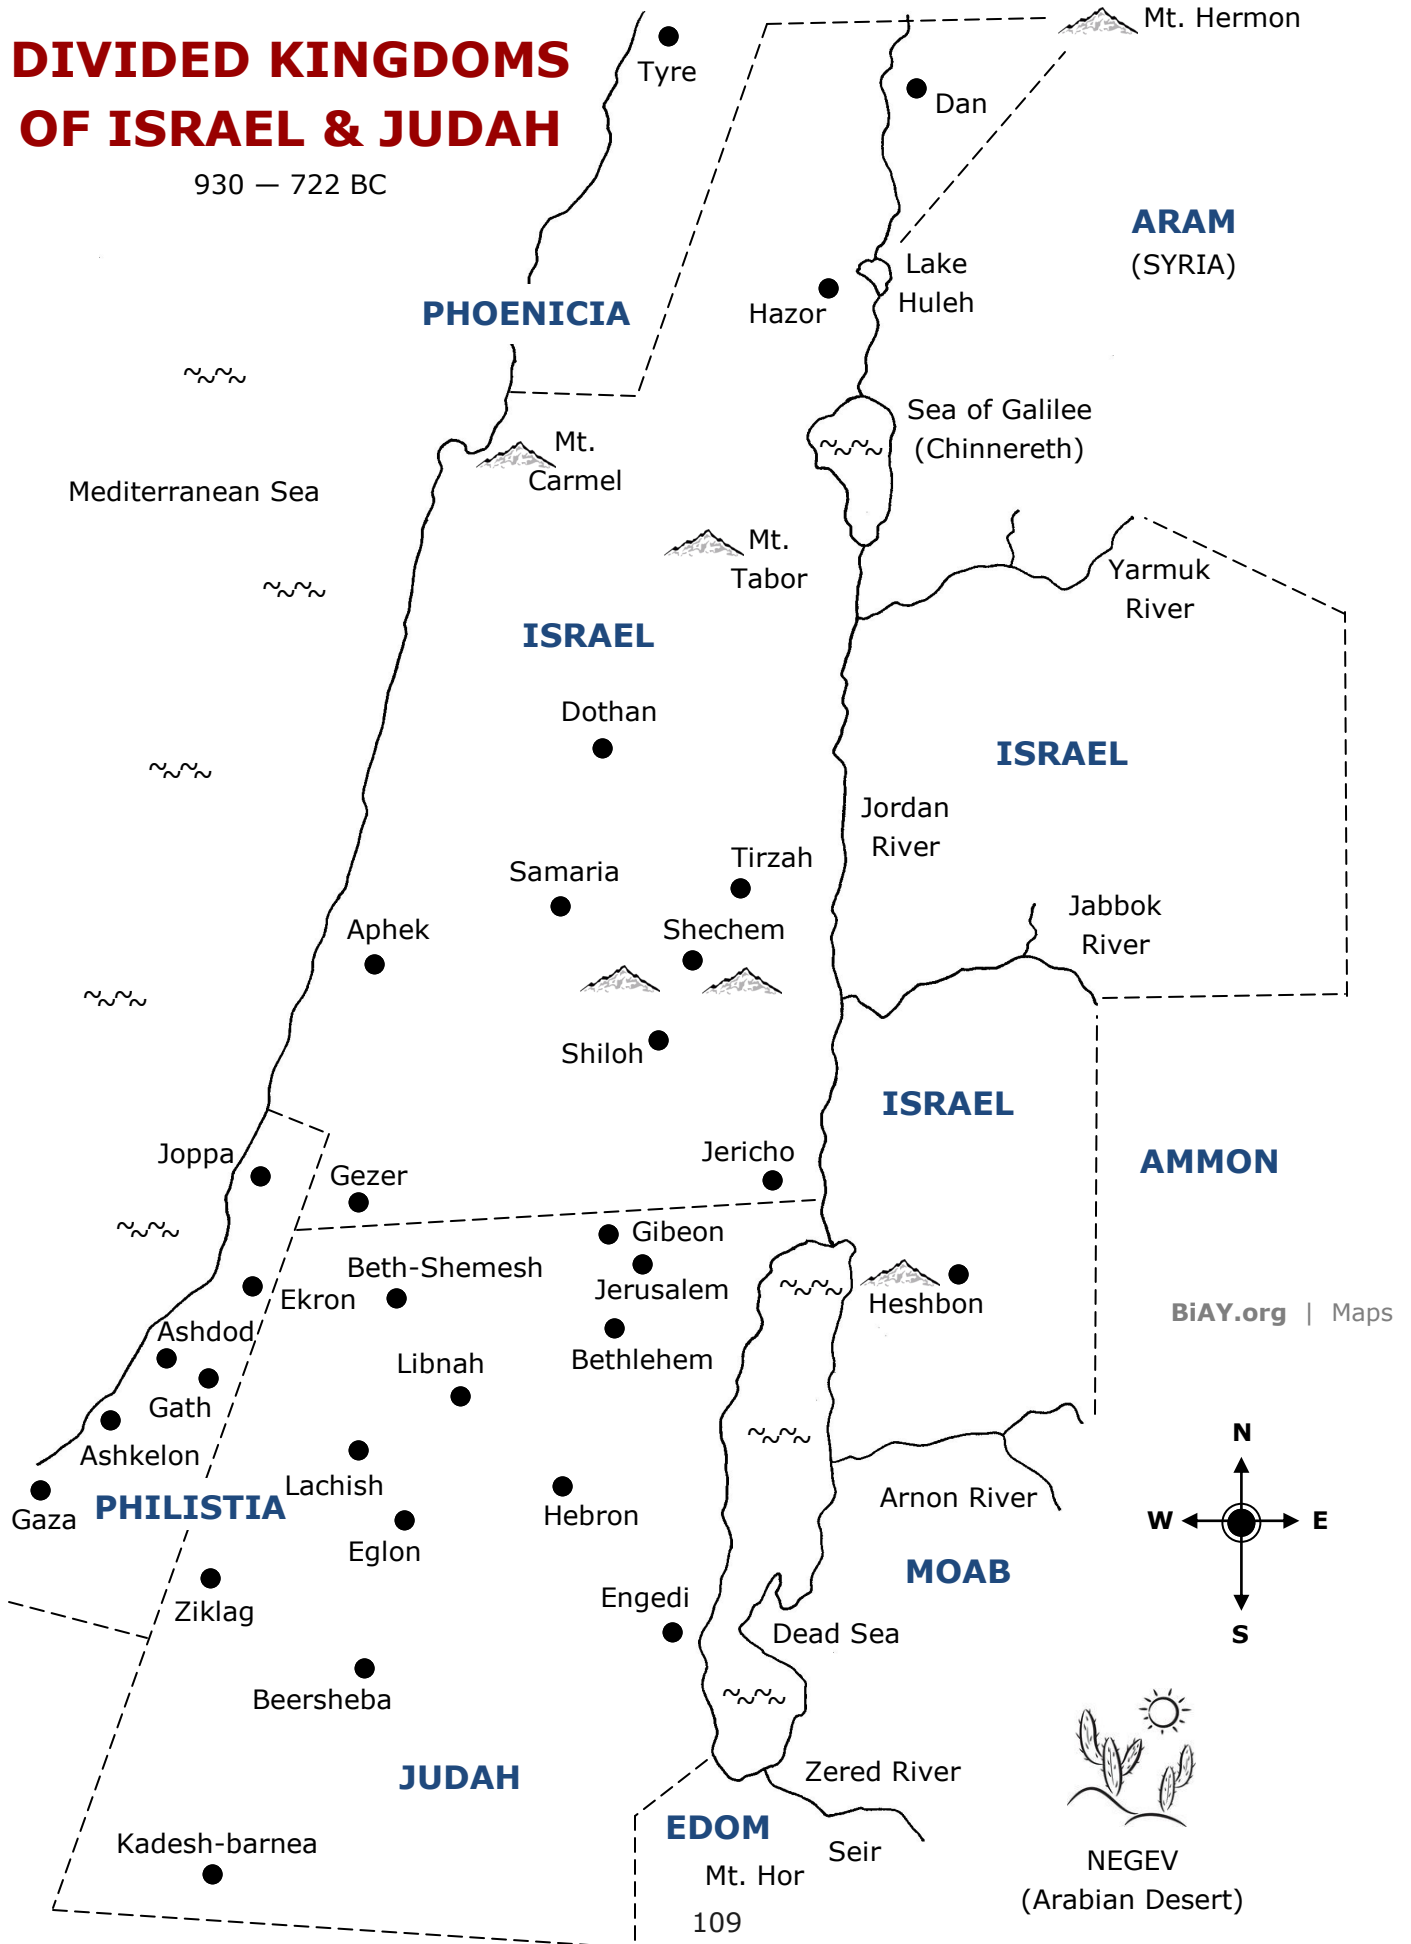 DIVIDED KINGDOMS
OF ISRAEL & JUDAH
930 — 722 BC
Mt. Hermon
Tyre
Dan
ARAM
(SYRIA)
Lake
Huleh
Hazor
PHOENICIA
Sea of Galilee
(Chinnereth)
Mt.
Carmel
Mediterranean Sea
Mt.
Tabor
Yarmuk
River
ISRAEL
Dothan
ISRAEL
Jordan
River
Tirzah
Samaria
Jabbok
River
Aphek
Shechem
Shiloh
ISRAEL
Joppa
Jericho
AMMON
Gezer
Gibeon
Beth-Shemesh
Jerusalem
Ekron
Heshbon
BiAY.org | Maps
Ashdod
Libnah
Bethlehem
Gath
N
Ashkelon
Lachish
Arnon River
PHILISTIA
Gaza
Hebron
W
E
Eglon
MOAB
Engedi
Ziklag
Dead Sea
S
Beersheba
JUDAH
Zered River
EDOM
Kadesh-barnea
Seir
NEGEV
Mt. Hor
(Arabian Desert)
109